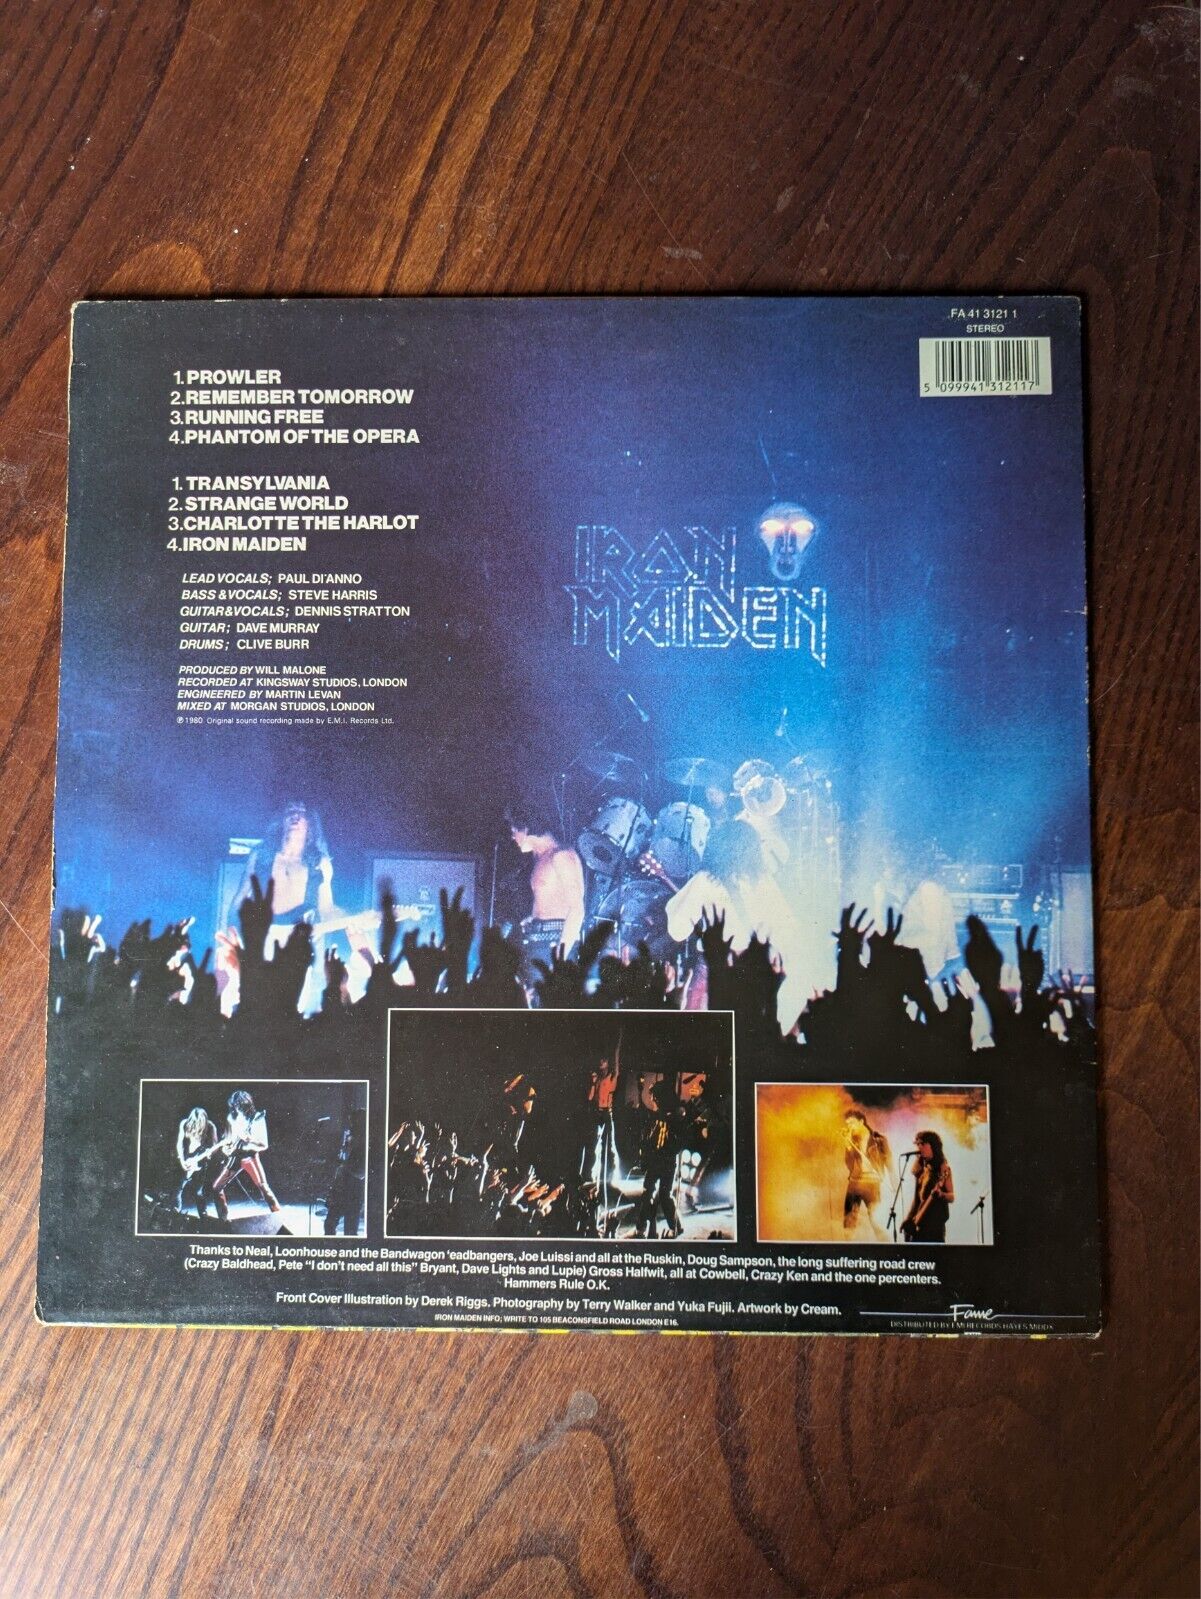 FA 41 3121 1
STEREO
5 099941 312117
1. PROWLER
2. REMEMBER TOMORROW
3. RUNNING FREE
4. PHANTOM OF THE OPERA
1. TRANSYLVANIA
2. STRANGE WORLD
3. CHARLOTTE THE HARLOT
4. IRON MAIDEN
LEAD VOCALS; PAUL DI'ANNO
BASS & VOCALS; STEVE HARRIS
GUITAR & VOCALS; DENNIS STRATTON
GUITAR; DAVE MURRAY
DRUMS; CLIVE BURR
PRODUCED BY WILL MALONE
RECORDED AT KINGSWAY STUDIOS, LONDON
ENGINEERED BY MARTIN LEVAN
MIXED AT MORGAN STUDIOS, LONDON
℗ 1980 Original sound recording made by E.M.I. Records Ltd.
IRON
MAIDEN
Thanks to Neal, Loonhouse and the Bandwagon 'eadbangers, Joe Luissi and all at the Ruskin, Doug Sampson, the long suffering road crew
(Crazy Baldhead, Pete "I don't need all this" Bryant, Dave Lights and Lupie) Gross Halfwit, all at Cowbell, Crazy Ken and the one percenters.
Hammers Rule O.K.
Front Cover Illustration by Derek Riggs. Photography by Terry Walker and Yuka Fujii. Artwork by Cream.
IRON MAIDEN INFO; WRITE TO 105 BEACONSFIELD ROAD LONDON E16.
Fame
DISTRIBUTED BY EMI RECORDS HAYES MIDDX